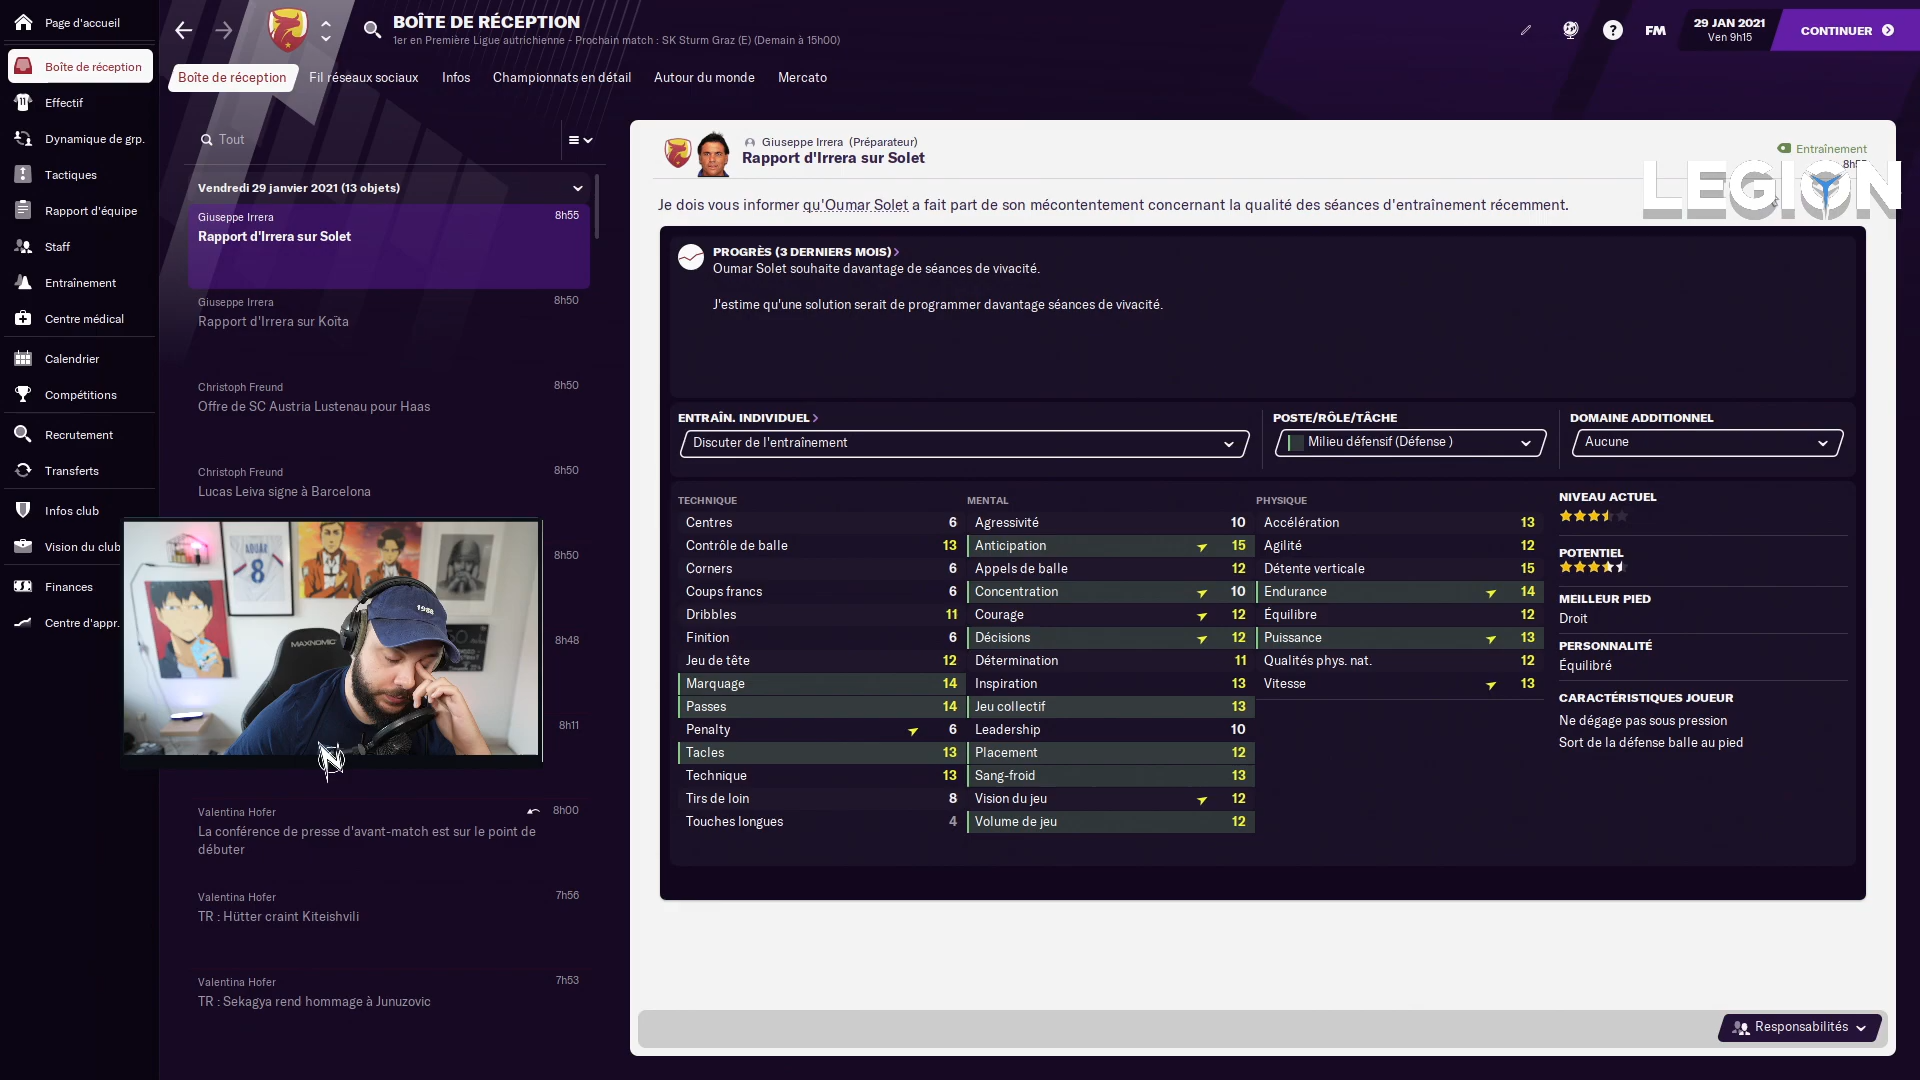 Page d'accueil
Boîte de réception
Effectif
Dynamique de grp.
Tactiques
Rapport d'équipe
Staff
Entraînement
Centre médical
Calendrier
Compétitions
Recrutement
Transferts
Infos club
Vision du club
Finances
Centre d'appr.
BOÎTE DE RÉCEPTION
1er en Première Ligue autrichienne - Prochain match : SK Sturm Graz (E) (Demain à 15h00)
FM
29 JAN 2021
Ven 9h15
CONTINUER
Boîte de réception
Fil réseaux sociaux
Infos
Championnats en détail
Autour du monde
Mercato
Tout
Vendredi 29 janvier 2021 (13 objets)
Giuseppe Irrera 8h55
Rapport d'Irrera sur Solet
Giuseppe Irrera 8h50
Rapport d'Irrera sur Koïta
Christoph Freund 8h50
Offre de SC Austria Lustenau pour Haas
Christoph Freund 8h50
Lucas Leiva signe à Barcelona
8h50
8h48
8h11
AOUAR
8
MAXNOMIC
1988
Valentina Hofer 8h00
La conférence de presse d'avant-match est sur le point de
débuter
Valentina Hofer 7h56
TR : Hütter craint Kiteishvili
Valentina Hofer 7h53
TR : Sekagya rend hommage à Junuzovic
Giuseppe Irrera (Préparateur)
Rapport d'Irrera sur Solet
Entraînement
LEGION
Je dois vous informer qu'Oumar Solet a fait part de son mécontentement concernant la qualité des séances d'entraînement récemment.
PROGRÈS (3 DERNIERS MOIS)
Oumar Solet souhaite davantage de séances de vivacité.
J'estime qu'une solution serait de programmer davantage séances de vivacité.
ENTRAÎN. INDIVIDUEL
Discuter de l'entraînement
POSTE/RÔLE/TÂCHE
Milieu défensif (Défense )
DOMAINE ADDITIONNEL
Aucune
TECHNIQUE
Centres 6
Contrôle de balle 13
Corners 6
Coups francs 6
Dribbles 11
Finition 6
Jeu de tête 12
Marquage 14
Passes 14
Penalty 6
Tacles 13
Technique 13
Tirs de loin 8
Touches longues 4
MENTAL
Agressivité 10
Anticipation 15
Appels de balle 12
Concentration 10
Courage 12
Décisions 12
Détermination 11
Inspiration 13
Jeu collectif 13
Leadership 10
Placement 12
Sang-froid 13
Vision du jeu 12
Volume de jeu 12
PHYSIQUE
Accélération 13
Agilité 12
Détente verticale 15
Endurance 14
Équilibre 12
Puissance 13
Qualités phys. nat. 12
Vitesse 13
NIVEAU ACTUEL
POTENTIEL
MEILLEUR PIED
Droit
PERSONNALITÉ
Équilibré
CARACTÉRISTIQUES JOUEUR
Ne dégage pas sous pression
Sort de la défense balle au pied
Responsabilités